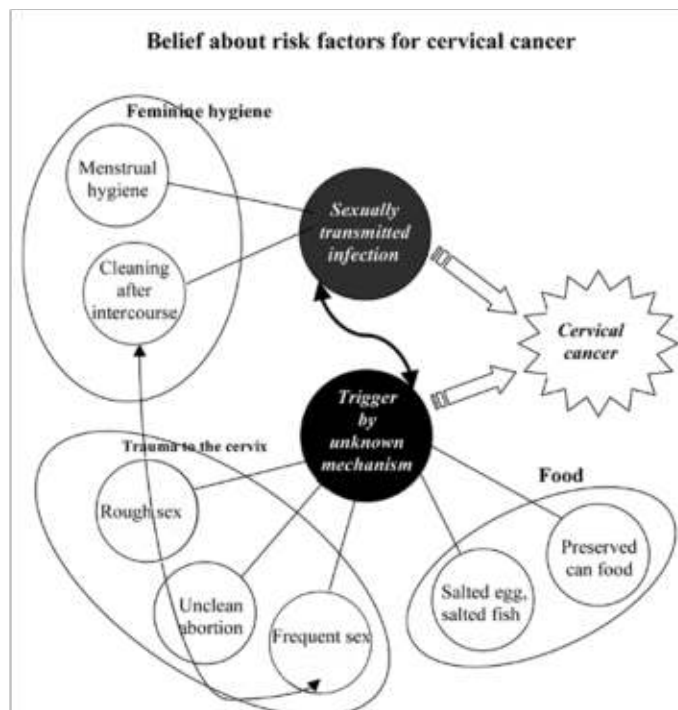 Belief about risk factors for cervical cancer
Feminine hygiene
Menstrual
hygiene
Cleaning
after
intercourse
Sexually
transmitted
infection
Cervical
cancer
Trigger
by
unknown
mechanism
Trauma to the cervix
Rough sex
Unclean
abortion
Frequent sex
Food
Preserved
can food
Salted egg,
salted fish